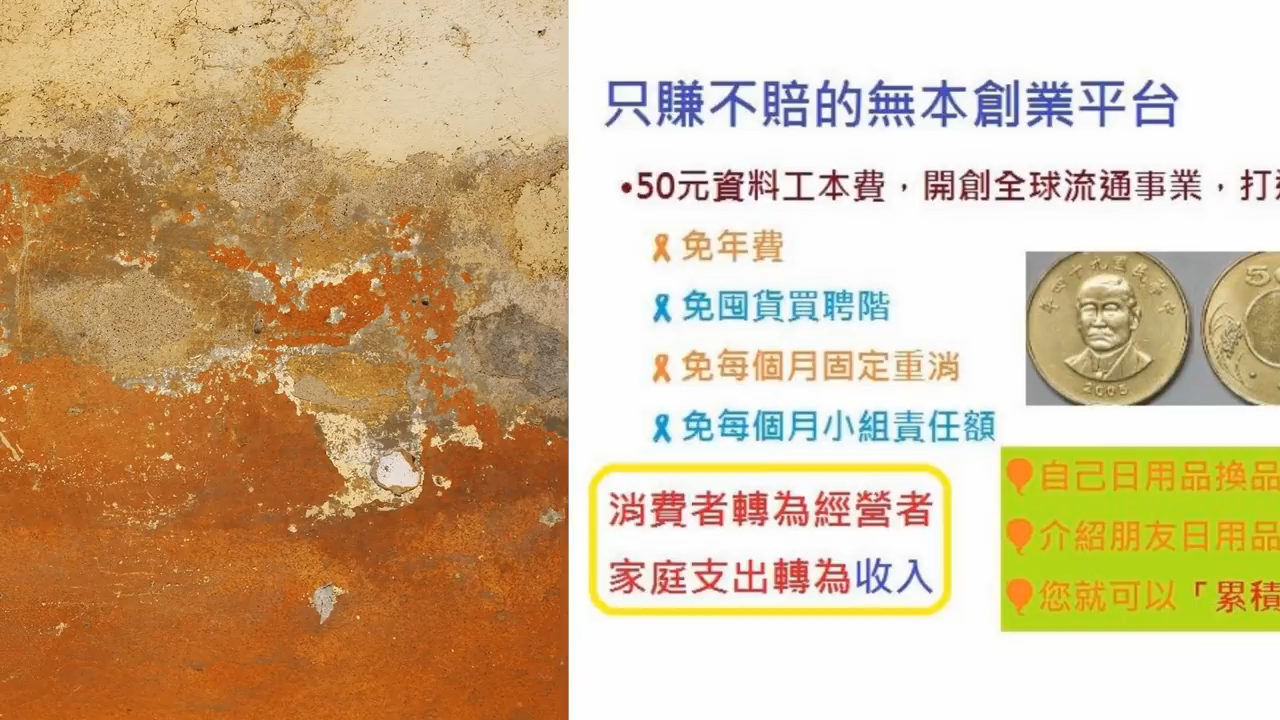 只賺不賠的無本創業平台
•50元資料工本費，開創全球流通事業，打
免年費
免囤貨買聘階
免每個月固定重消
免每個月小組責任額
消費者轉為經營者
家庭支出轉為收入
自己日用品換品
介紹朋友日用品
您就可以「累積
2005